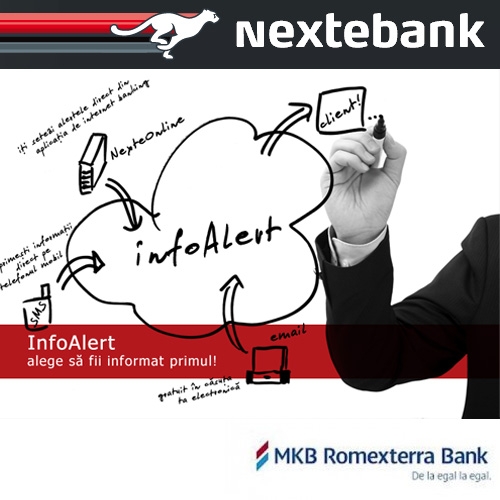 Nextebank
iți setezi alertele direct din
aplicația de internet banking
NexteOnline
client!
...
infoAlert
primești informații
direct pe
telefonul mobil
SMS
InfoAlert
alege să fii informat primul!
email
gratuit în căsuța
ta electronică
MKB Romexterra Bank
De la egal la egal.